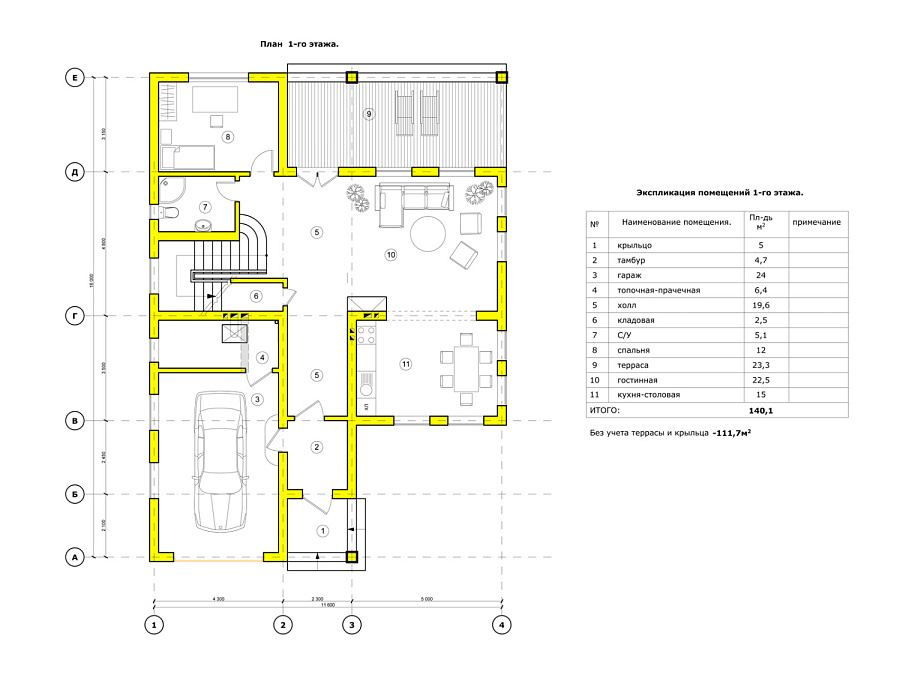 План 1-го этажа.
Е
9
8
3 150
Д
Экспликация помещений 1-го этажа.
7
№ Наименование помещения. Пл-дь м² примечание
5
4 800
10
1 крыльцо 5
2 тамбур 4,7
3 гараж 24
4 топочная-прачечная 6,4
5 холл 19,6
6 кладовая 2,5
7 С/У 5,1
8 спальня 12
9 терраса 23,3
10 гостинная 22,5
11 кухня-столовая 15
ИТОГО: 140,1
Без учета террасы и крыльца -111,7м²
16 000
6
Г
4
11
3 500
5
3
КП
В
2
2 450
Б
1
2 100
А
4 300
2 300
5 000
11 600
1
2
3
4